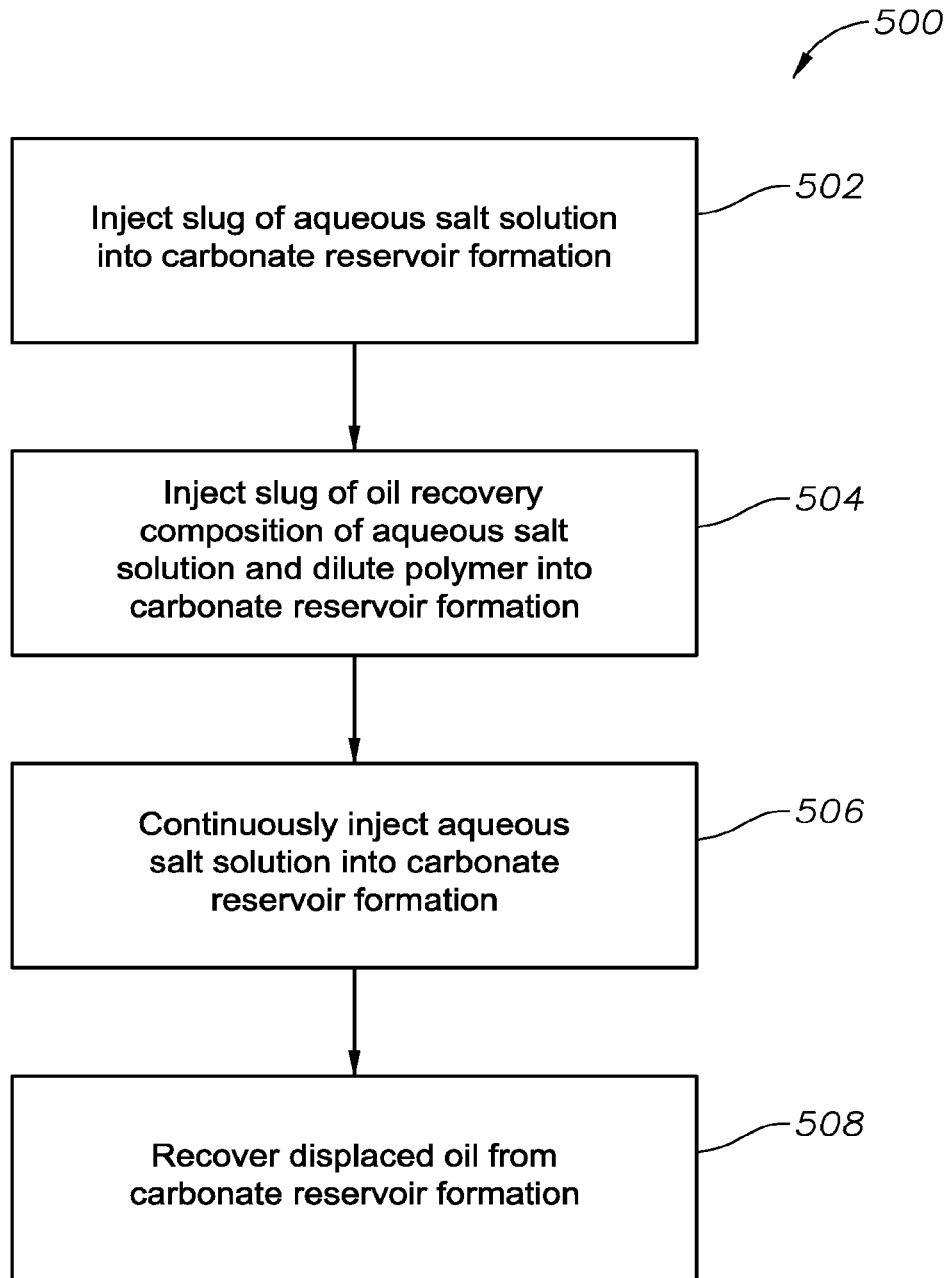 500
502
Inject slug of aqueous salt solution
into carbonate reservoir formation
504
Inject slug of oil recovery
composition of aqueous salt
solution and dilute polymer into
carbonate reservoir formation
506
Continuously inject aqueous
salt solution into carbonate
reservoir formation
508
Recover displaced oil from
carbonate reservoir formation